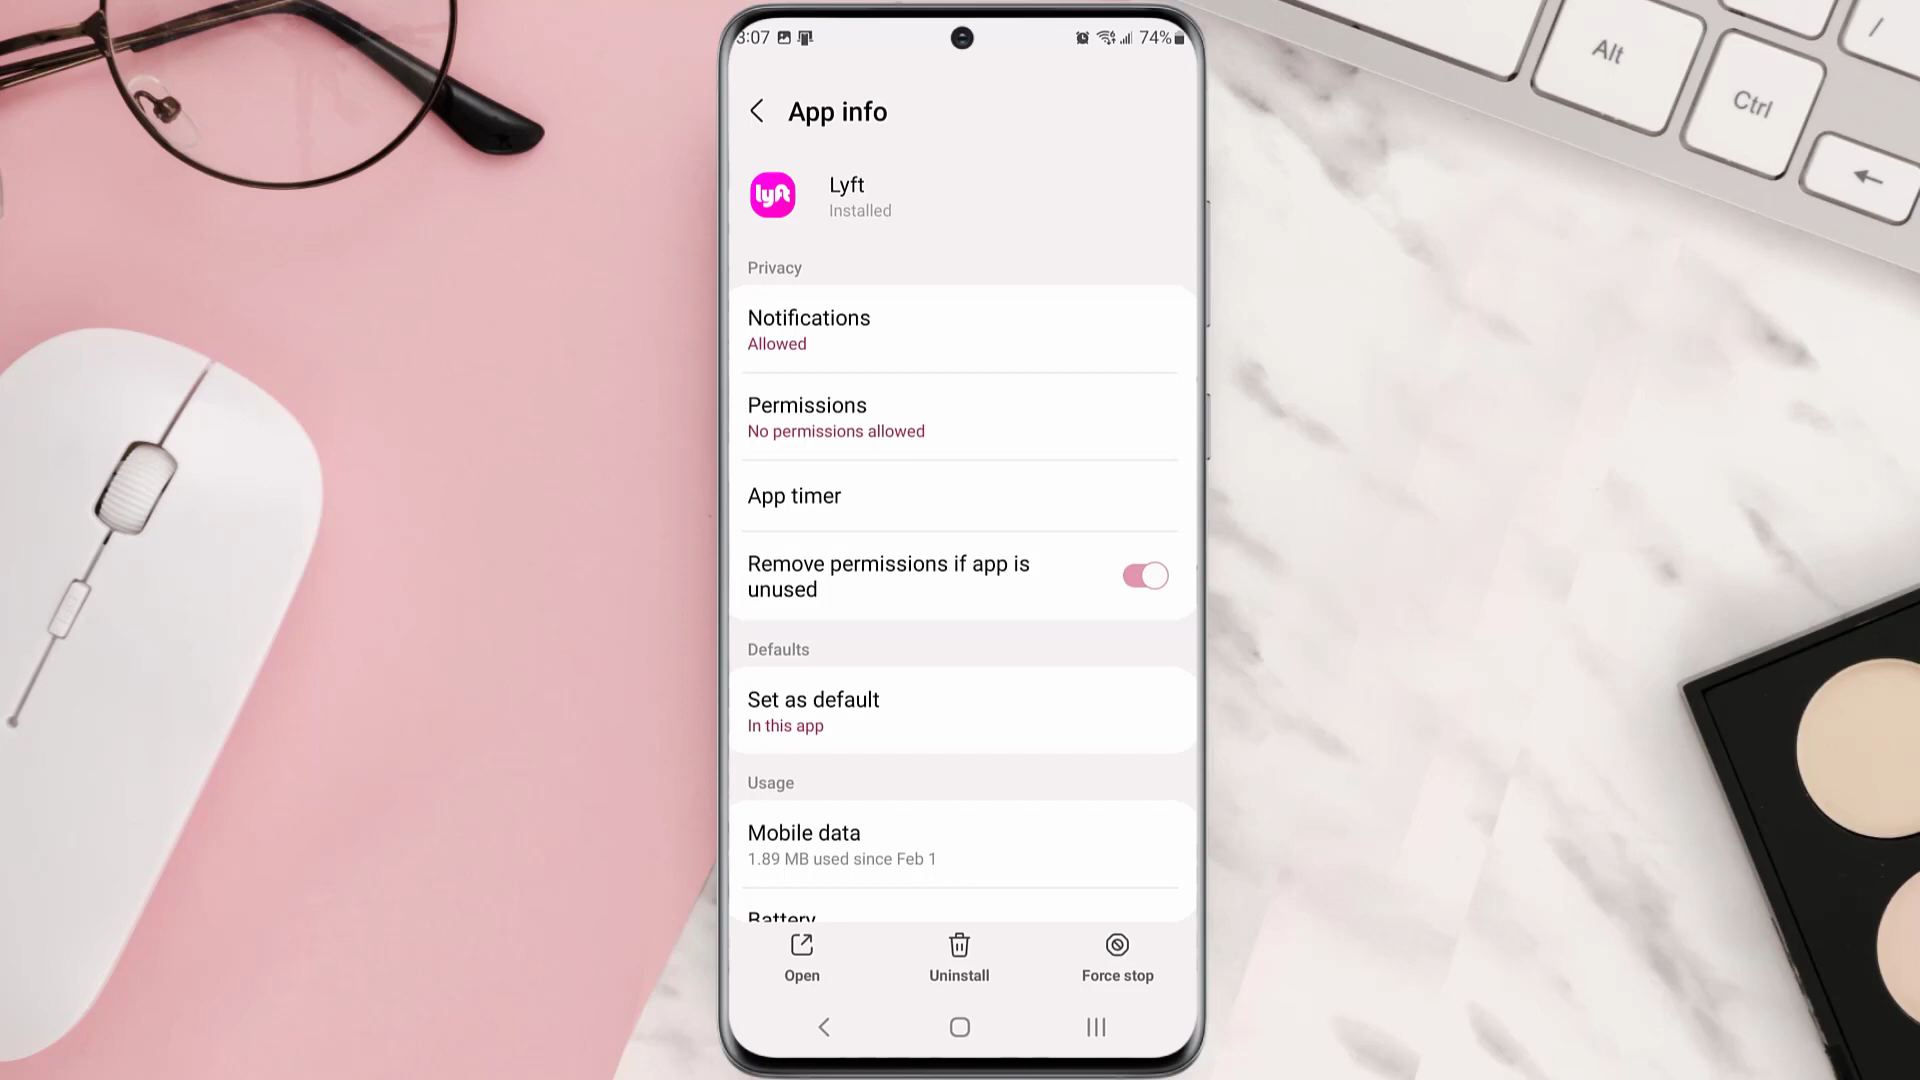 3:07
74%
App info
lyft
Lyft
Installed
Privacy
Notifications
Allowed
Permissions
No permissions allowed
App timer
Remove permissions if app is
unused
Defaults
Set as default
In this app
Usage
Mobile data
1.89 MB used since Feb 1
Battery
Open
Uninstall
Force stop
Alt
Ctrl
/